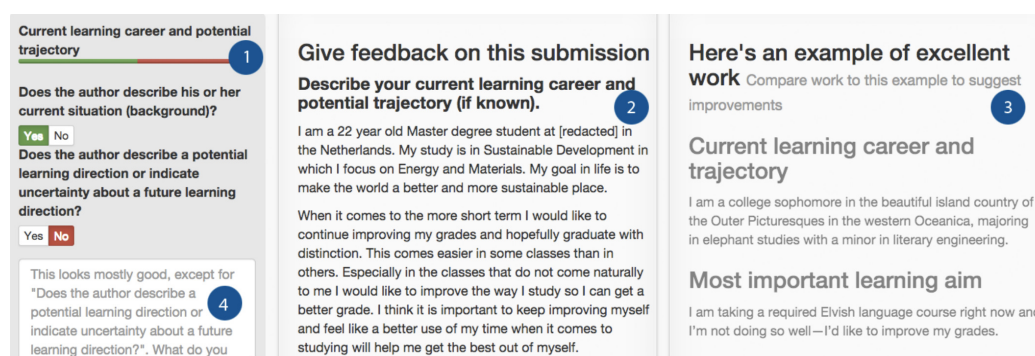 Current learning career and potential
trajectory
1
Does the author describe his or her
current situation (background)?
Yes No
Does the author describe a potential
learning direction or indicate
uncertainty about a future learning
direction?
Yes No
This looks mostly good, except for
"Does the author describe a
potential learning direction or
4
indicate uncertainty about a future
learning direction?". What do you
Give feedback on this submission
Describe your current learning career and
potential trajectory (if known).
2
I am a 22 year old Master degree student at [redacted] in
the Netherlands. My study is in Sustainable Development in
which I focus on Energy and Materials. My goal in life is to
make the world a better and more sustainable place.
When it comes to the more short term I would like to
continue improving my grades and hopefully graduate with
distinction. This comes easier in some classes than in
others. Especially in the classes that do not come naturally
to me I would like to improve the way I study so I can get a
better grade. I think it is important to keep improving myself
and feel like a better use of my time when it comes to
studying will help me get the best out of myself.
Here's an example of excellent
work Compare work to this example to suggest
improvements
3
Current learning career and
trajectory
I am a college sophomore in the beautiful island country of
the Outer Picturesques in the western Oceanica, majoring
in elephant studies with a minor in literary engineering.
Most important learning aim
I am taking a required Elvish language course right now and
I'm not doing so well—I'd like to improve my grades.